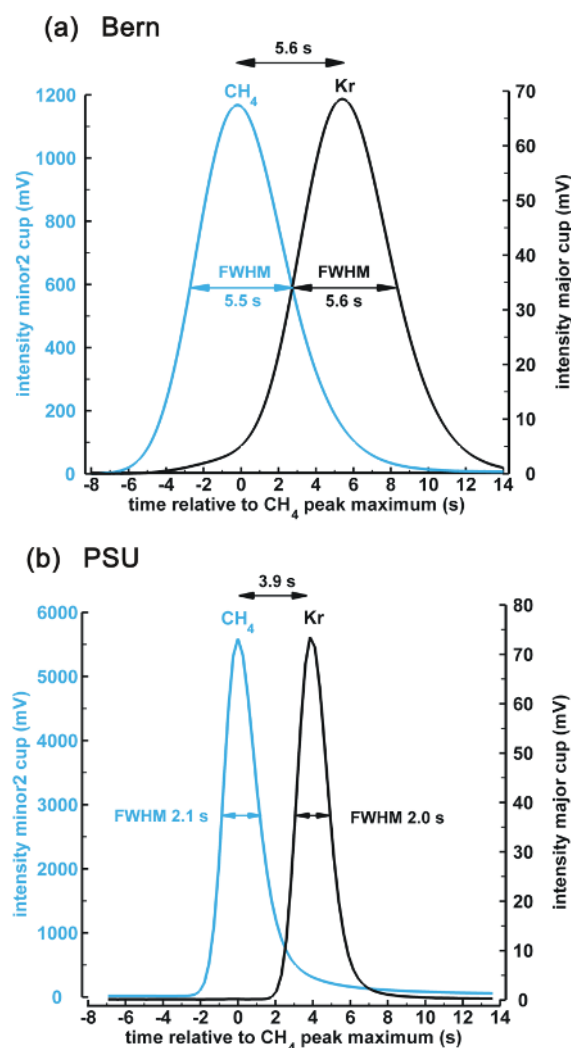 (a) Bern
5.6 s
CH4
Kr
1200
1000
800
600
400
200
0
70
60
50
40
30
20
10
0
intensity minor2 cup (mV)
intensity major cup (mV)
FWHM
5.5 s
FWHM
5.6 s
-8 -6 -4 -2 0 2 4 6 8 10 12 14
time relative to CH4 peak maximum (s)
(b) PSU
3.9 s
CH4
Kr
6000
5000
4000
3000
2000
1000
0
80
70
60
50
40
30
20
10
0
intensity minor2 cup (mV)
intensity major cup (mV)
FWHM 2.1 s
FWHM 2.0 s
-8 -6 -4 -2 0 2 4 6 8 10 12 14
time relative to CH4 peak maximum (s)